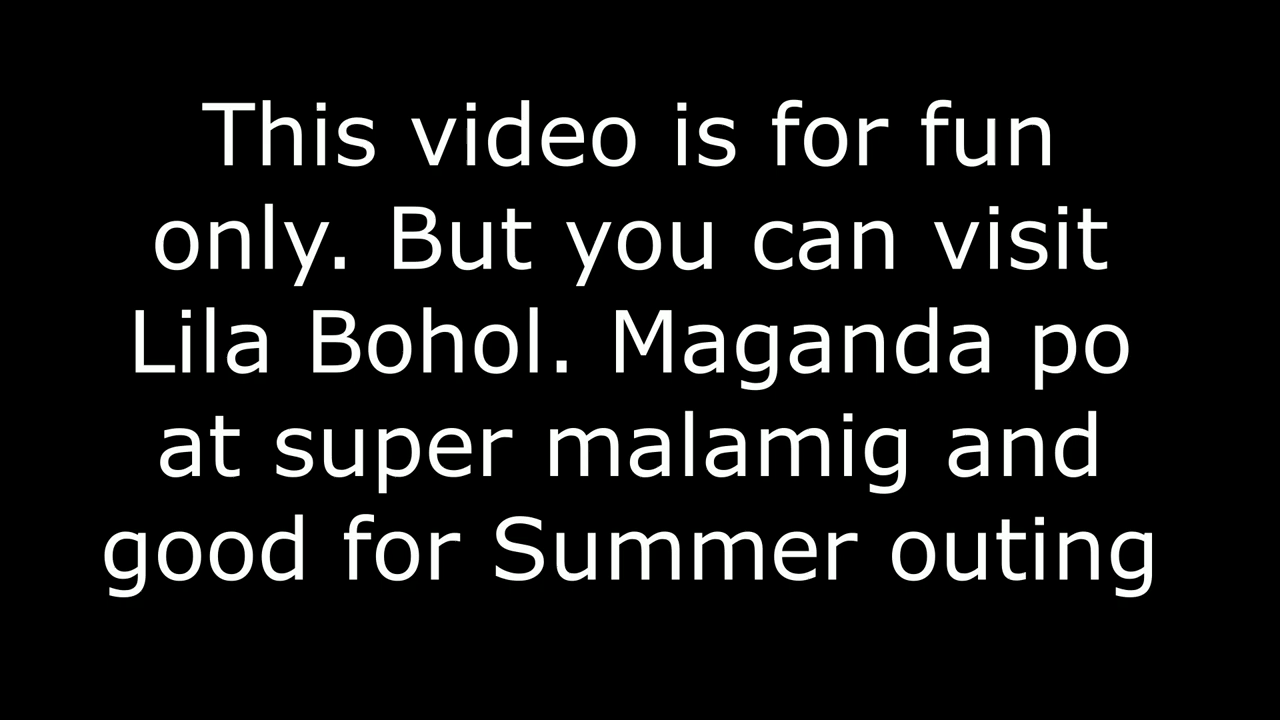 This video is for fun
only. But you can visit
Lila Bohol. Maganda po
at super malamig and
good for Summer outing